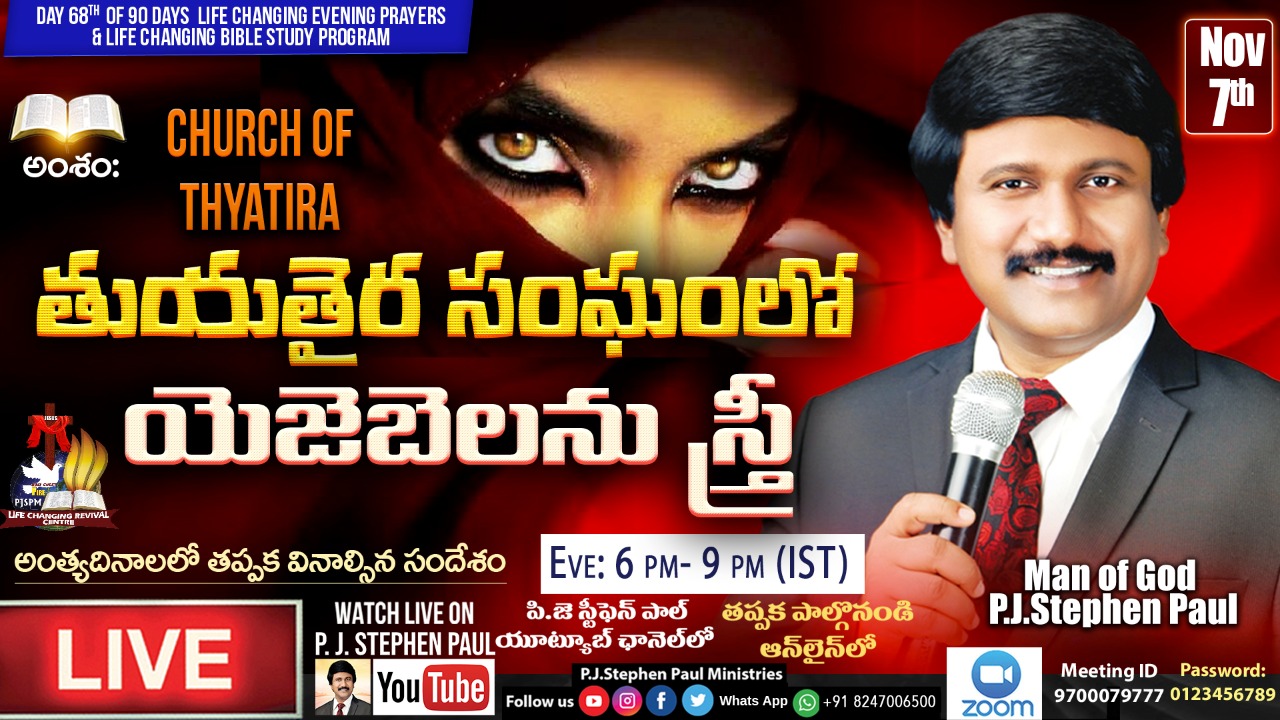 DAY 68TH OF 90 DAYS LIFE CHANGING EVENING PRAYERS
& LIFE CHANGING BIBLE STUDY PROGRAM
Nov
7th
అంశం:
CHURCH OF
THYATIRA
తుయతైర సంఘంలో
యెజెబెలను స్త్రీ
JESUS
PJSPM
LIFE CHANGING REVIVAL
CENTRE
అంత్యదినాలలో తప్పక వినాల్సిన సందేశం
EVE: 6 PM- 9 PM (IST)
Man of God
P.J.Stephen Paul
LIVE
WATCH LIVE ON
P. J. STEPHEN PAUL
YouTube
పి.జె స్టీఫెన్ పాల్
యూట్యూబ్ ఛానెల్‌లో
తప్పక పాల్గొనండి
ఆన్‌లైన్‌లో
P.J.Stephen Paul Ministries
Follow us
Whats App
+91 8247006500
zoom
Meeting ID
9700079777
Password:
0123456789